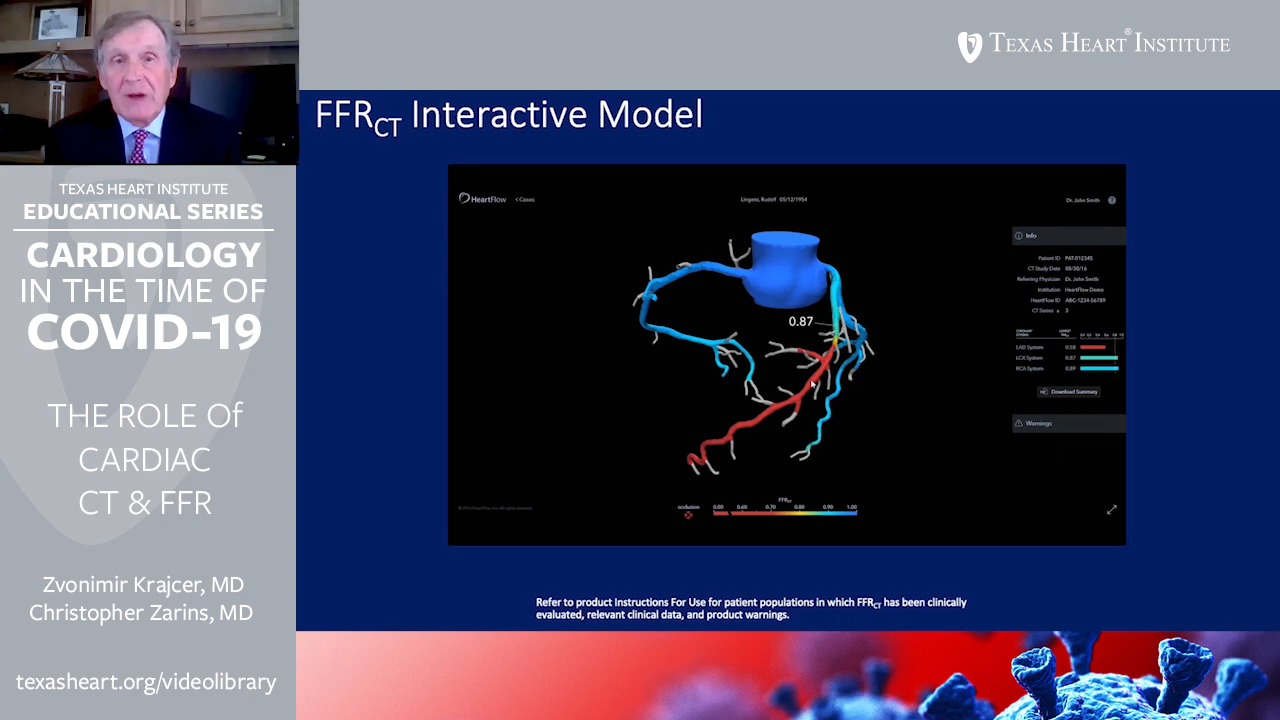 TEXAS HEART® INSTITUTE
FFRCT Interactive Model
TEXAS HEART INSTITUTE
EDUCATIONAL SERIES
CARDIOLOGY
IN THE TIME OF
COVID-19
THE ROLE Of
CARDIAC
CT & FFR
Zvonimir Krajcer, MD
Christopher Zarins, MD
texasheart.org/videolibrary
HeartFlow
< Cases
Lingens, Rudolf 05/12/1954
Dr. John Smith
?
Info
Patient ID PAT-012345
CT Study Date 08/30/16
Referring Physician Dr. John Smith
Institution HeartFlow Demo
HeartFlow ID ABC-1234-56789
CT Series 3
LAD System 0.58
LCX System 0.87
RCA System 0.89
Download Summary
Warnings
0.87
FFRCT
occlusion 0.00 0.60 0.70 0.80 0.90 1.00
Refer to product Instructions For Use for patient populations in which FFRCT has been clinically
evaluated, relevant clinical data, and product warnings.